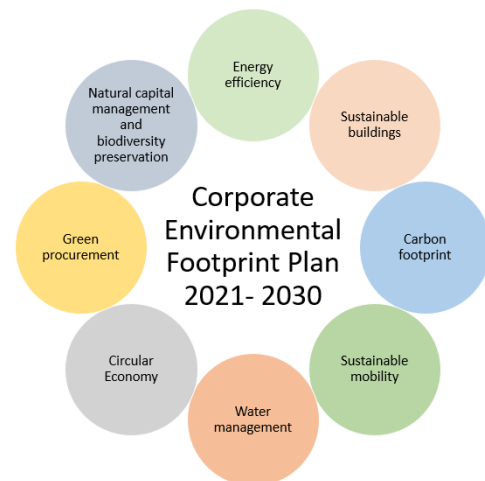 Energy
efficiency
Sustainable
buildings
Carbon
footprint
Sustainable
mobility
Water
management
Circular
Economy
Green
procurement
Natural capital
management
and
biodiversity
preservation
Corporate
Environmental
Footprint Plan
2021- 2030